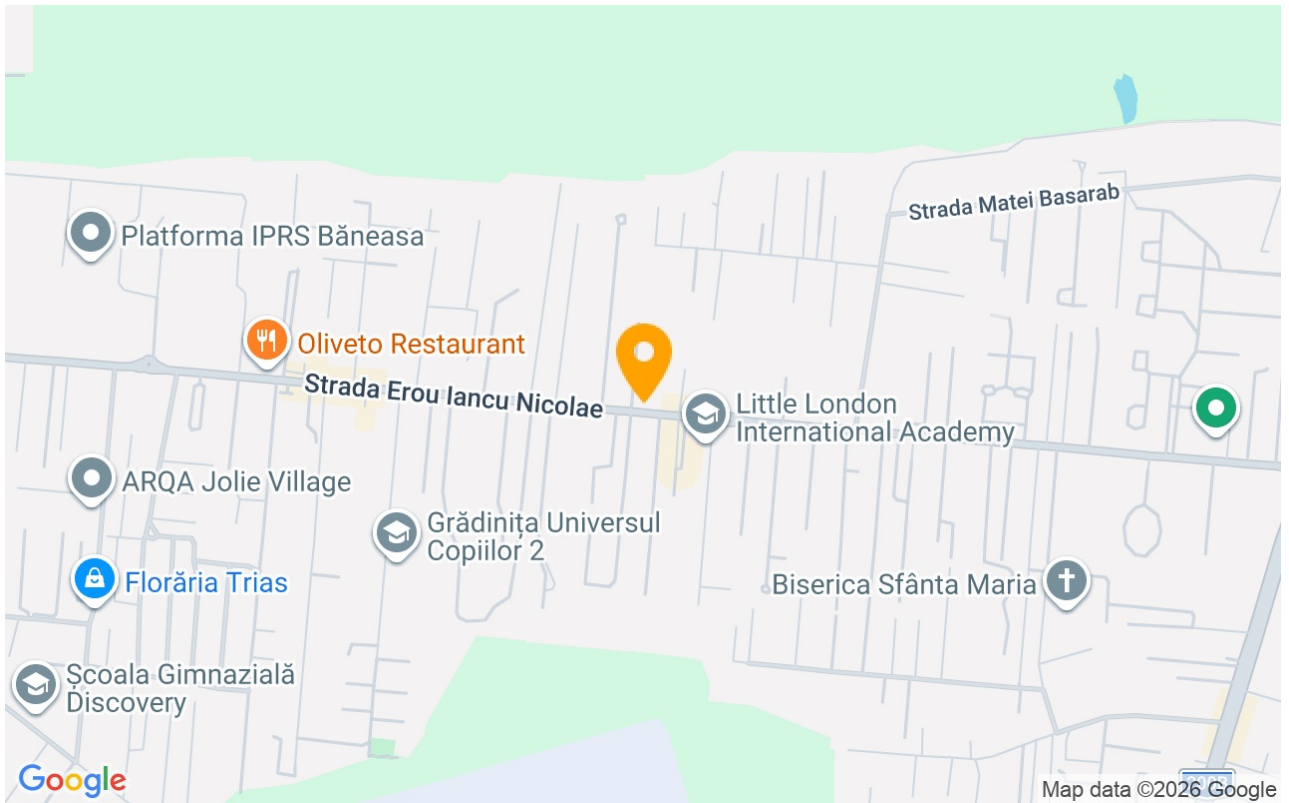 Strada Matei Basarab
Platforma IPRS Băneasa
Oliveto Restaurant
Strada Erou Iancu Nicolae
Little London
International Academy
ARQA Jolie Village
Grădinița Universul
Copiilor 2
Florăria Trias
Biserica Sfânta Maria
Școala Gimnazială
Discovery
Google
Map data ©2026 Google